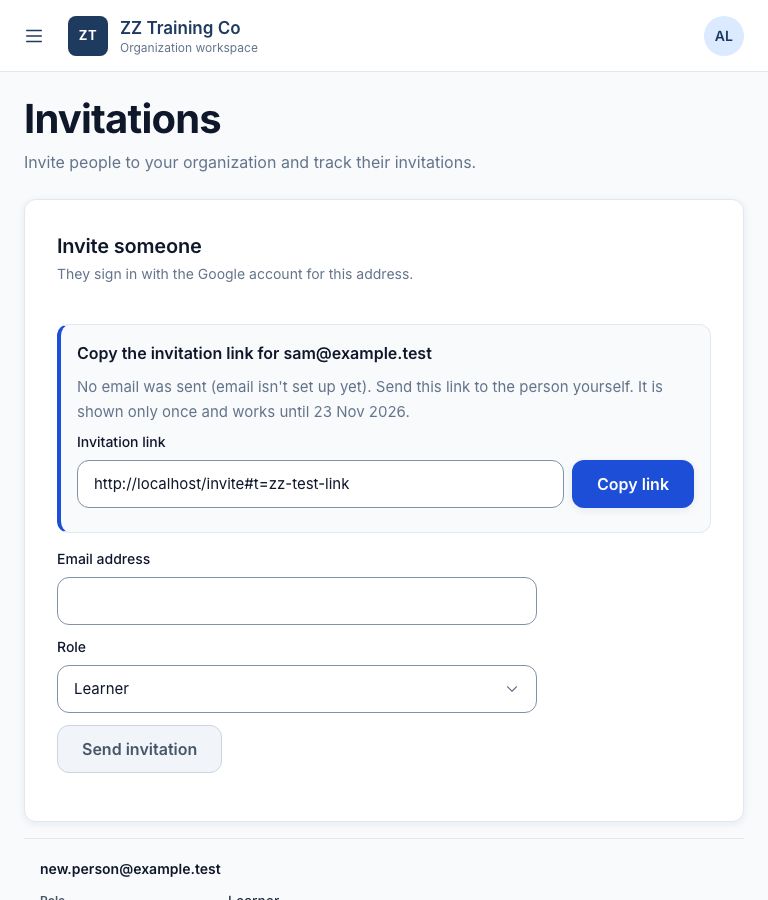 ZT
ZZ Training Co
Organization workspace
AL
Invitations
Invite people to your organization and track their invitations.
Invite someone
They sign in with the Google account for this address.
Copy the invitation link for sam@example.test
No email was sent (email isn't set up yet). Send this link to the person yourself. It is
shown only once and works until 23 Nov 2026.
Invitation link
http://localhost/invite#t=zz-test-link
Copy link
Email address
Role
Learner
Send invitation
new.person@example.test
Role Learner